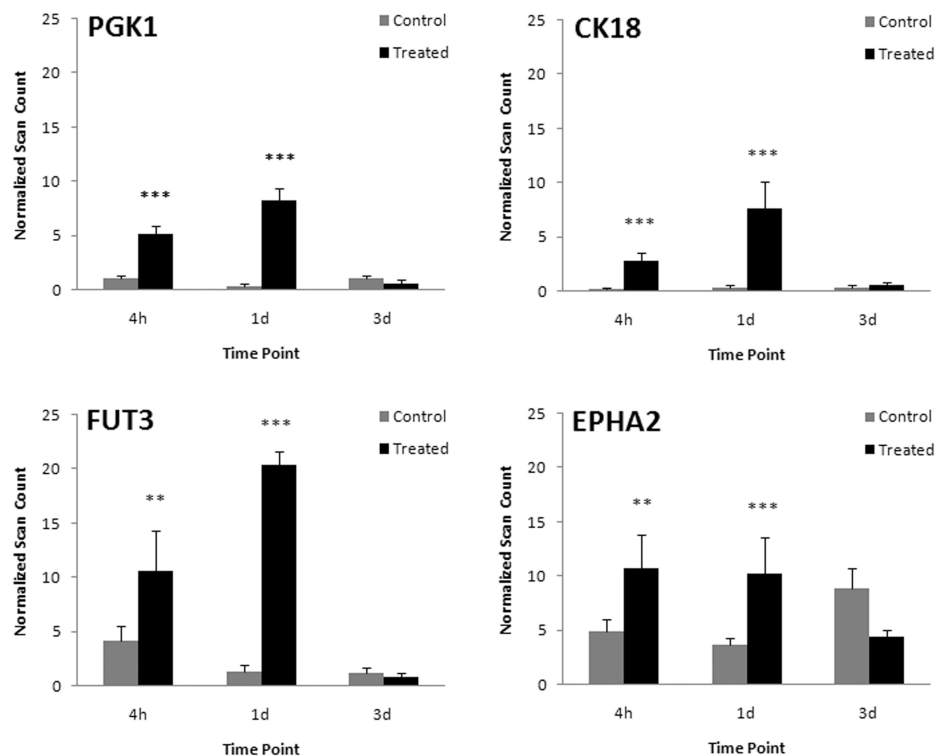 PGK1
Control
Treated
Normalized Scan Count
25
20
15
10
5
0
***
***
4h 1d 3d
Time Point
CK18
Control
Treated
Normalized Scan Count
25
20
15
10
5
0
***
***
4h 1d 3d
Time Point
FUT3
Control
Treated
Normalized Scan Count
25
20
15
10
5
0
**
***
4h 1d 3d
Time Point
EPHA2
Control
Treated
Normalized Scan Count
25
20
15
10
5
0
** ***
4h 1d 3d
Time Point